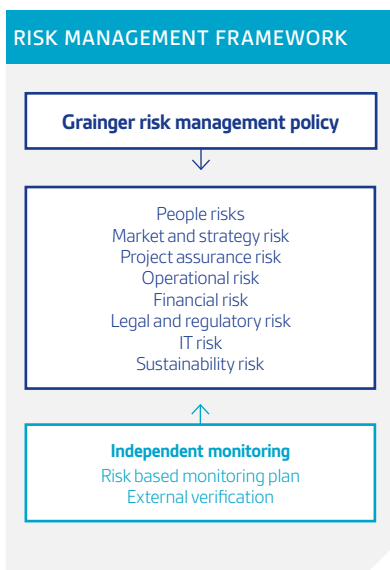 RISK MANAGEMENT FRAMEWORK
Grainger risk management policy
People risks
Market and strategy risk
Project assurance risk
Operational risk
Financial risk
Legal and regulatory risk
IT risk
Sustainability risk
Independent monitoring
Risk based monitoring plan
External verification